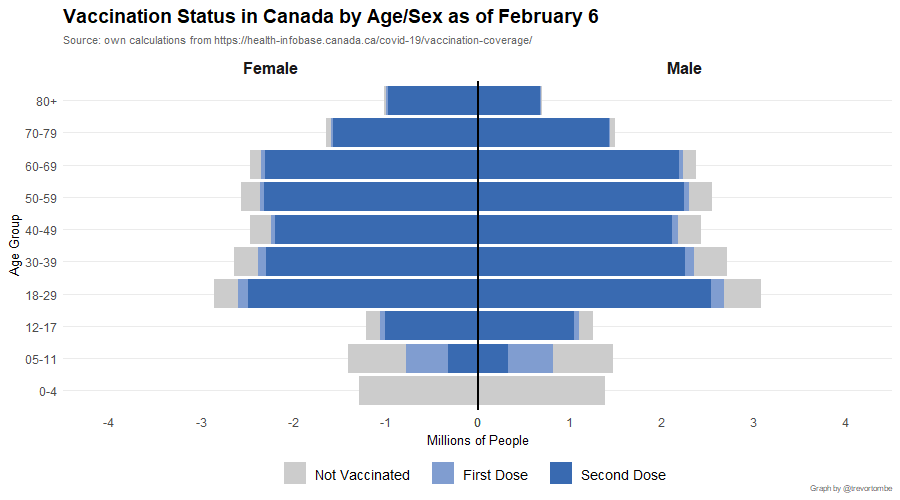 Vaccination Status in Canada by Age/Sex as of February 6
Source: own calculations from https://health-infobase.canada.ca/covid-19/vaccination-coverage/
Female Male
80+
70-79
60-69
50-59
40-49
30-39
18-29
12-17
05-11
0-4
Age Group
-4 -3 -2 -1 0 1 2 3 4
Millions of People
Not Vaccinated First Dose Second Dose
Graph by @trevortombe